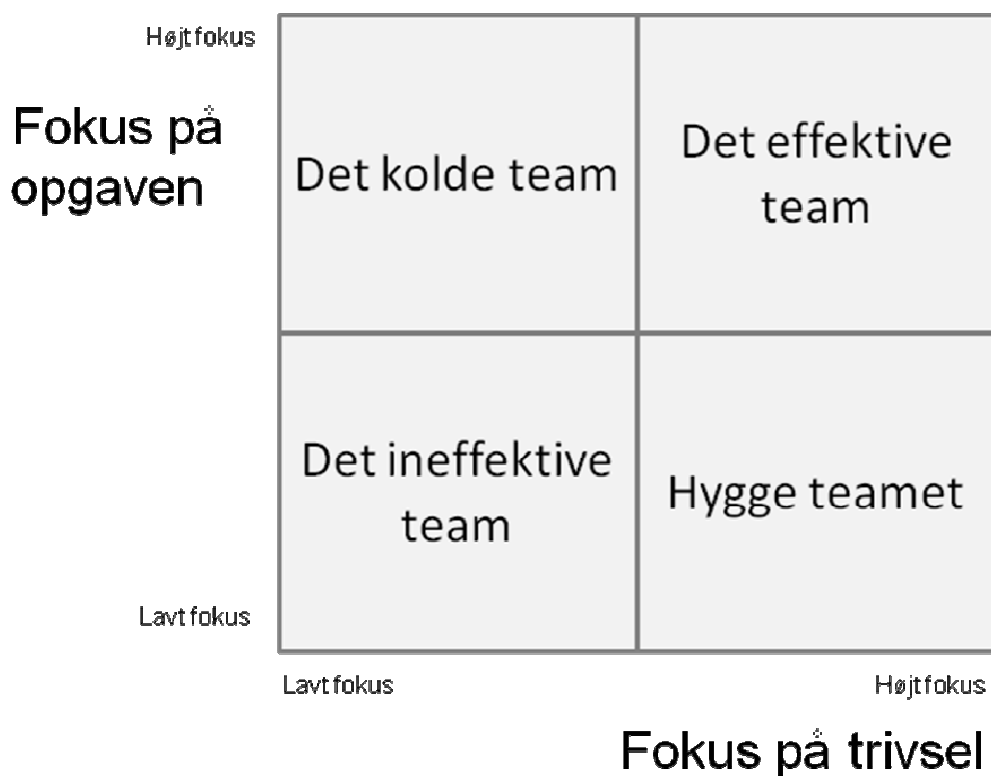 Højt fokus
Fokus på
opgaven
Det kolde team
Det effektive
team
Det ineffektive
team
Hygge teamet
Lavt fokus
Lavt fokus
Højt fokus
Fokus på trivsel